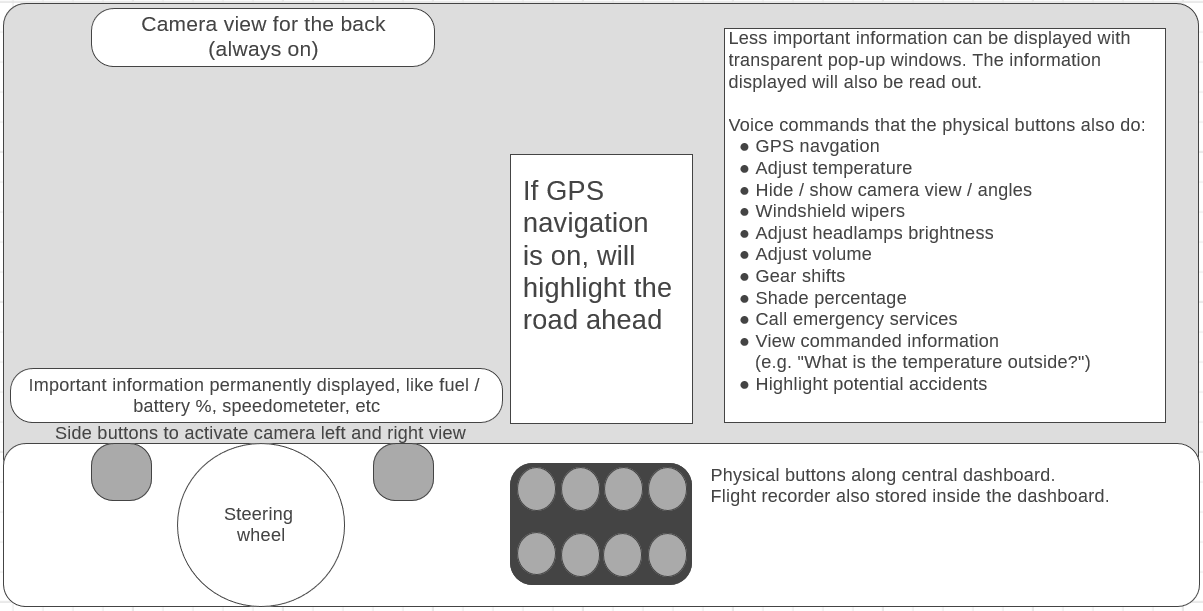 Camera view for the back
(always on)
Less important information can be displayed with
transparent pop-up windows. The information
displayed will also be read out.
Voice commands that the physical buttons also do:
● GPS navgation
● Adjust temperature
● Hide / show camera view / angles
● Windshield wipers
● Adjust headlamps brightness
● Adjust volume
● Gear shifts
● Shade percentage
● Call emergency services
● View commanded information
(e.g. "What is the temperature outside?")
● Highlight potential accidents
If GPS
navigation
is on, will
highlight the
road ahead
Important information permanently displayed, like fuel /
battery %, speedometeter, etc
Side buttons to activate camera left and right view
Steering
wheel
Physical buttons along central dashboard.
Flight recorder also stored inside the dashboard.